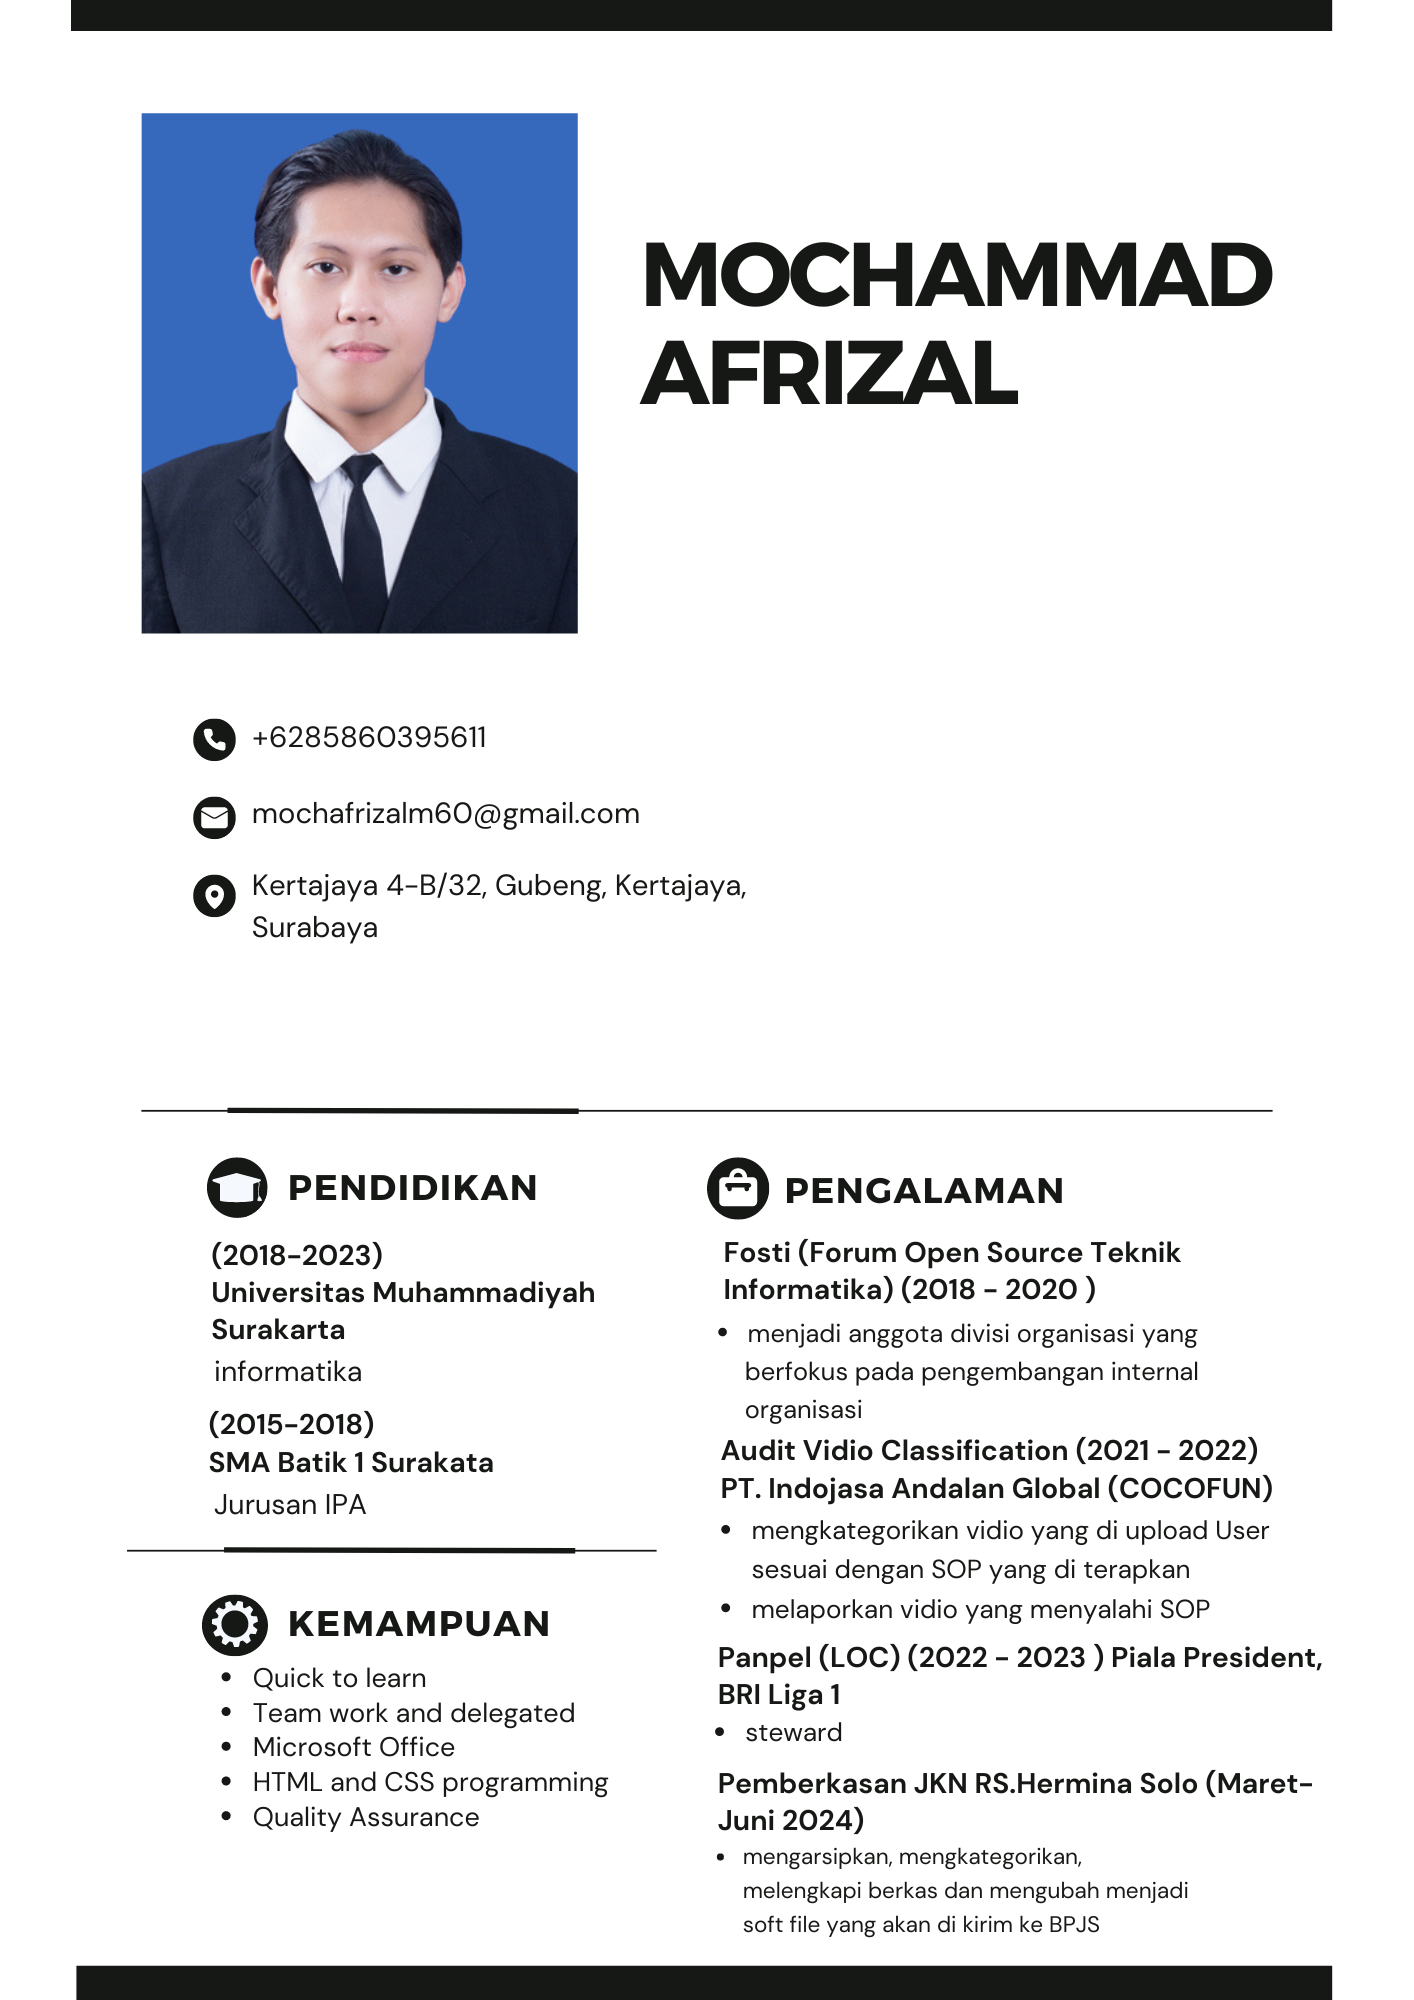 MOCHAMMAD
AFRIZAL
+6285860395611
mochafrizalm60@gmail.com
Kertajaya 4-B/32, Gubeng, Kertajaya,
Surabaya
PENDIDIKAN
(2018-2023)
Universitas Muhammadiyah
Surakarta
informatika
(2015-2018)
SMA Batik 1 Surakata
Jurusan IPA
KEMAMPUAN
• Quick to learn
• Team work and delegated
• Microsoft Office
• HTML and CSS programming
• Quality Assurance
PENGALAMAN
Fosti (Forum Open Source Teknik
Informatika) (2018 - 2020 )
• menjadi anggota divisi organisasi yang
berfokus pada pengembangan internal
organisasi
Audit Vidio Classification (2021 - 2022)
PT. Indojasa Andalan Global (COCOFUN)
• mengkategorikan vidio yang di upload User
sesuai dengan SOP yang di terapkan
• melaporkan vidio yang menyalahi SOP
Panpel (LOC) (2022 - 2023 ) Piala President,
BRI Liga 1
• steward
Pemberkasan JKN RS.Hermina Solo (Maret-
Juni 2024)
• mengarsipkan, mengkategorikan,
melengkapi berkas dan mengubah menjadi
soft file yang akan di kirim ke BPJS